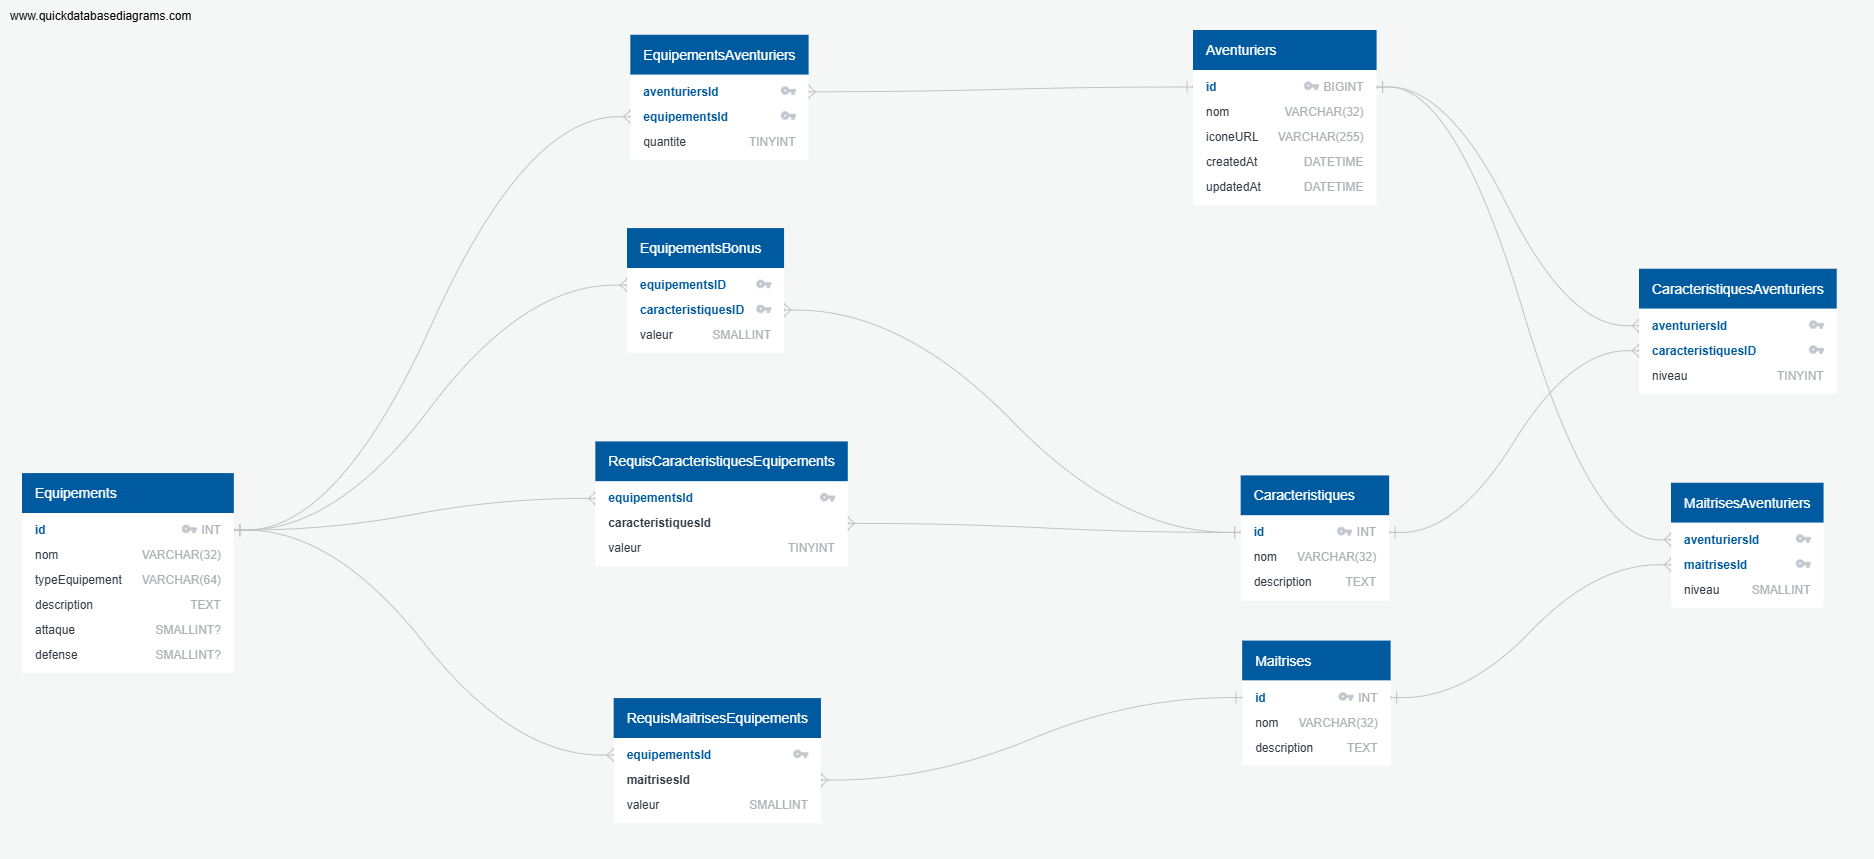 www.quickdatabasediagrams.com
EquipementsAventuriers
aventuriersId
equipementsId
quantite TINYINT
Aventuriers
id BIGINT
nom VARCHAR(32)
iconeURL VARCHAR(255)
createdAt DATETIME
updatedAt DATETIME
EquipementsBonus
equipementsID
caracteristiquesID
valeur SMALLINT
CaracteristiquesAventuriers
aventuriersId
caracteristiquesID
niveau TINYINT
RequisCaracteristiquesEquipements
equipementsId
caracteristiquesId
valeur TINYINT
Equipements
id INT
nom VARCHAR(32)
typeEquipement VARCHAR(64)
description TEXT
attaque SMALLINT?
defense SMALLINT?
Caracteristiques
id INT
nom VARCHAR(32)
description TEXT
MaitrisesAventuriers
aventuriersId
maitrisesId
niveau SMALLINT
Maitrises
id INT
nom VARCHAR(32)
description TEXT
RequisMaitrisesEquipements
equipementsId
maitrisesId
valeur SMALLINT